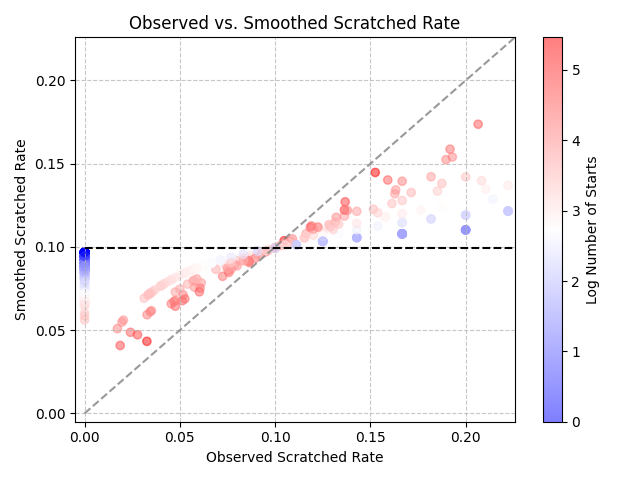 Observed vs. Smoothed Scratched Rate
Smoothed Scratched Rate
0.20
0.15
0.10
0.05
0.00
0.00 0.05 0.10 0.15 0.20
Observed Scratched Rate
5
4
3
2
1
0
Log Number of Starts